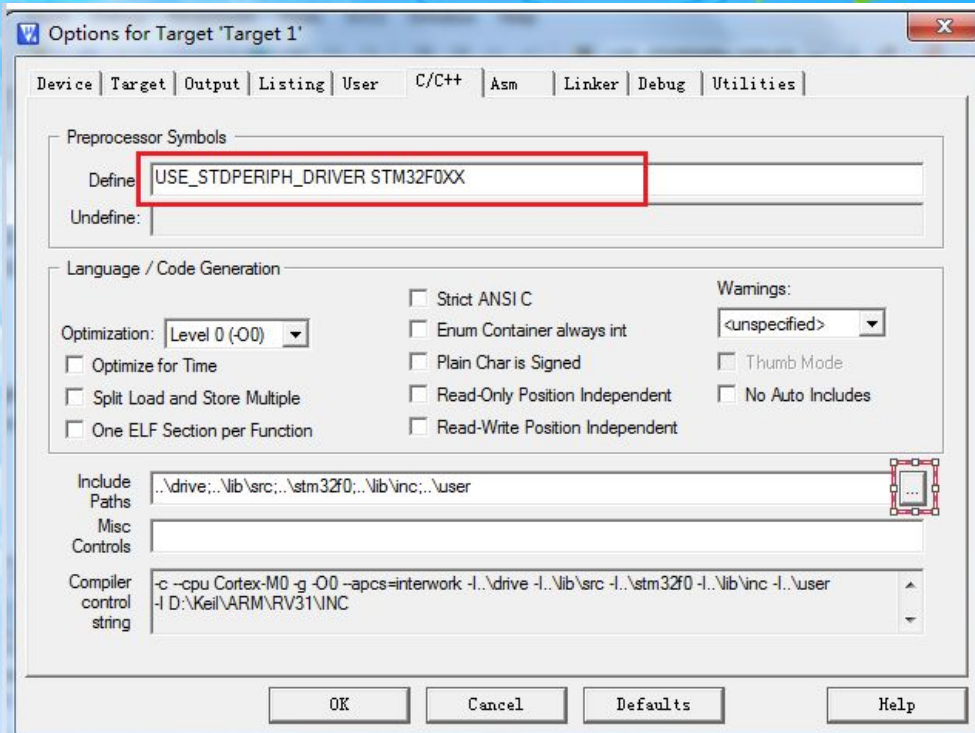 Options for Target 'Target 1'
Device Target Output Listing User C/C++ Asm Linker Debug Utilities
Preprocessor Symbols
Define: USE_STDPERIPH_DRIVER STM32F0XX
Undefine:
Language / Code Generation
Strict ANSI C
Warnings:
Optimization: Level 0 (-O0)
Enum Container always int
<unspecified>
Optimize for Time
Plain Char is Signed
Thumb Mode
Split Load and Store Multiple
Read-Only Position Independent
No Auto Includes
One ELF Section per Function
Read-Write Position Independent
Include Paths
..\drive;..\lib\src;..\stm32f0;..\lib\inc;..\user
...
Misc Controls
Compiler control string
-c --cpu Cortex-M0 -g -O0 --apcs=interwork -I..\drive -I..\lib\src -I..\stm32f0 -I..\lib\inc -I..\user
-I D:\Keil\ARM\RV31\INC
OK Cancel Defaults Help